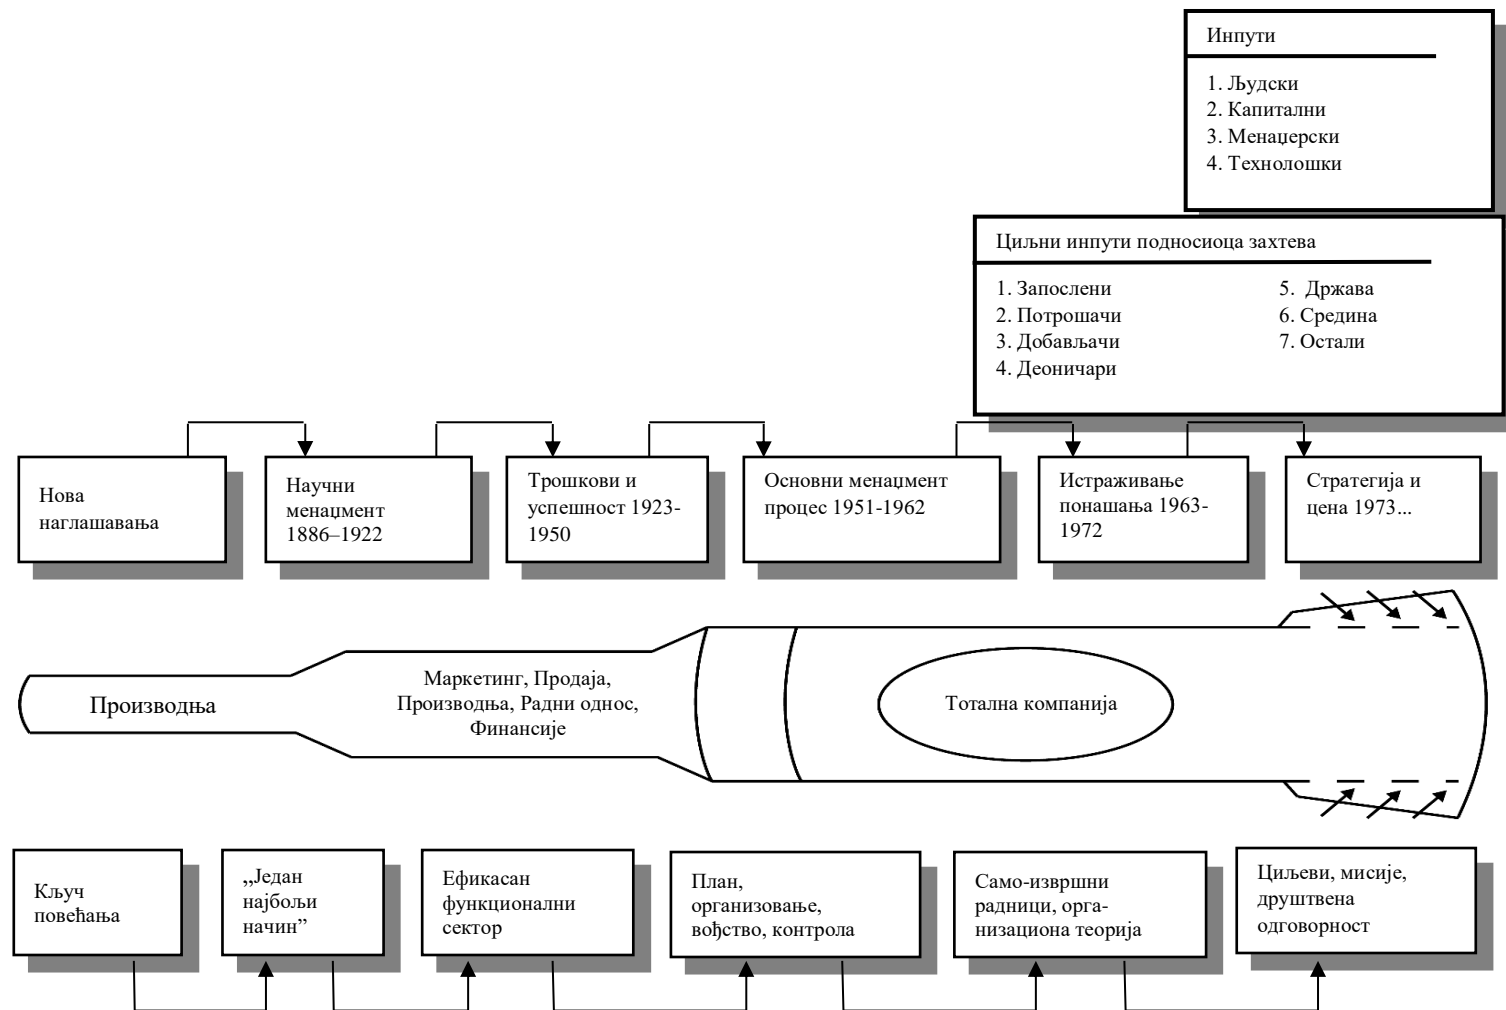 Инпути
1. Људски
2. Капитални
3. Менаџерски
4. Технолошки
Циљни инпути подносиоца захтева
1. Запослени
2. Потрошачи
3. Добављачи
4. Деоничари
5. Држава
6. Средина
7. Остали
Нова
наглашавања
Научни
менаџмент
1886–1922
Трошкови и
успешност 1923-
1950
Основни менаџмент
процес 1951-1962
Истраживање
понашања 1963-
1972
Стратегија и
цена 1973...
Производња
Маркетинг, Продаја,
Производња, Радни однос,
Финансије
Тотална компанија
Кључ
повећања
„Један
најбољи
начин”
Ефикасан
функционални
сектор
План,
организовање,
вођство, контрола
Само-извршни
радници, орга-
низациона теорија
Циљеви, мисије,
друштвена
одговорност